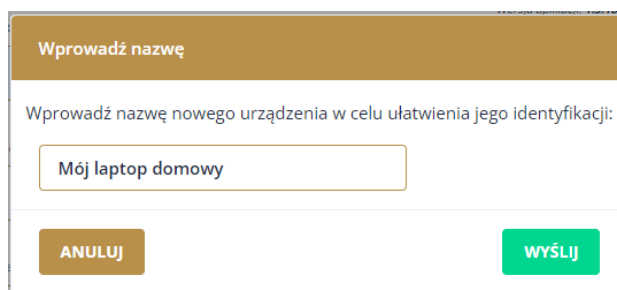 Wprowadź nazwę
Wprowadź nazwę nowego urządzenia w celu ułatwienia jego identyfikacji:
Mój laptop domowy
ANULUJ
WYŚLIJ